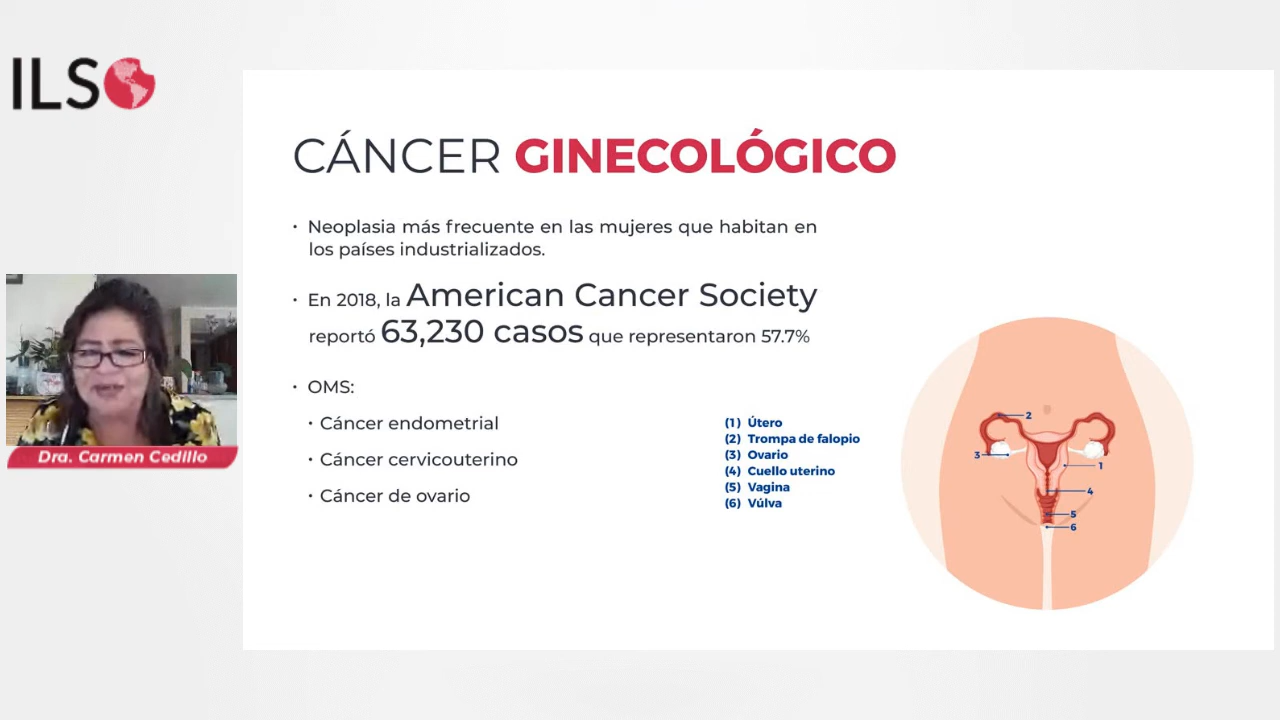 ILSO
CÁNCER GINECOLÓGICO
• Neoplasia más frecuente en las mujeres que habitan en
los países industrializados.
• En 2018, la American Cancer Society
reportó 63,230 casos que representaron 57.7%
• OMS:
• Cáncer endometrial
• Cáncer cervicouterino
• Cáncer de ovario
(1) Útero
(2) Trompa de falopio
(3) Ovario
(4) Cuello uterino
(5) Vagina
(6) Vúlva
2
3
1
4
5
6
Dra. Carmen Cedillo